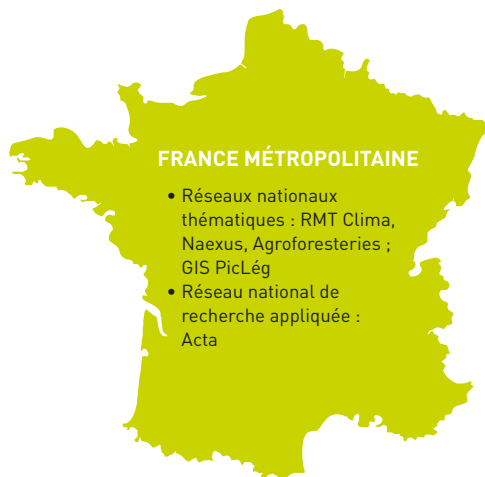 FRANCE MÉTROPOLITAINE
• Réseaux nationaux
thématiques : RMT Clima,
Naexus, Agroforesteries ;
GIS PicLég
• Réseau national de
recherche appliquée :
Acta